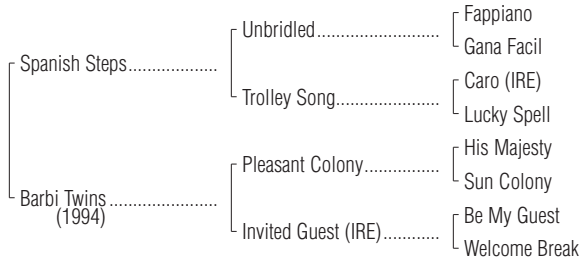 Fappiano
Unbridled
Gana Facil
Spanish Steps
Caro (IRE)
Trolley Song
Lucky Spell
His Majesty
Pleasant Colony
Sun Colony
Barbi Twins
(1994)
Be My Guest
Invited Guest (IRE)
Welcome Break